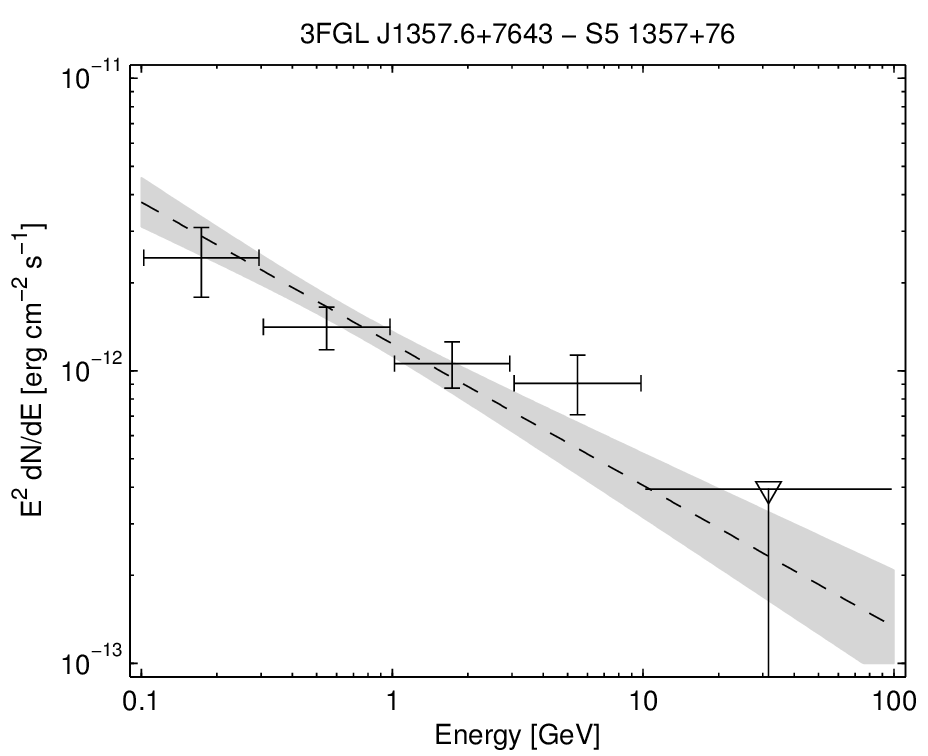 3FGL J1357.6+7643 − S5 1357+76
10⁻¹¹
10⁻¹²
10⁻¹³
E² dN/dE [erg cm⁻² s⁻¹]
0.1 1 10 100
Energy [GeV]